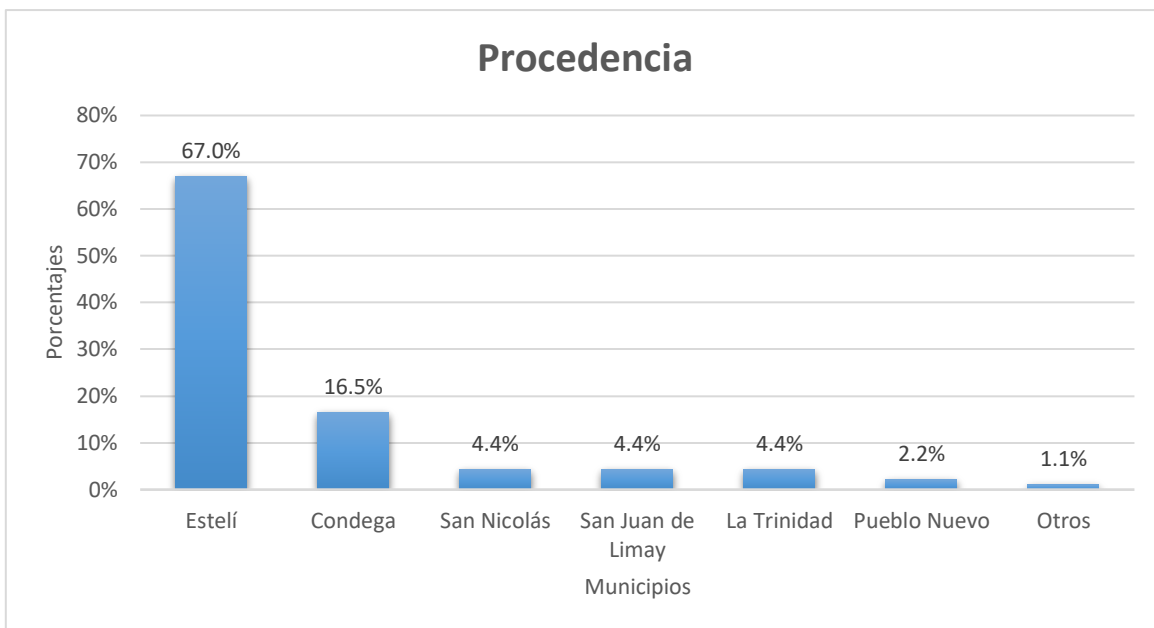 Procedencia
80%
70%
60%
50%
40%
30%
20%
10%
0%
Porcentajes
67.0%
16.5%
4.4%
4.4%
4.4%
2.2%
1.1%
Estelí
Condega
San Nicolás
San Juan de
Limay
La Trinidad
Pueblo Nuevo
Otros
Municipios